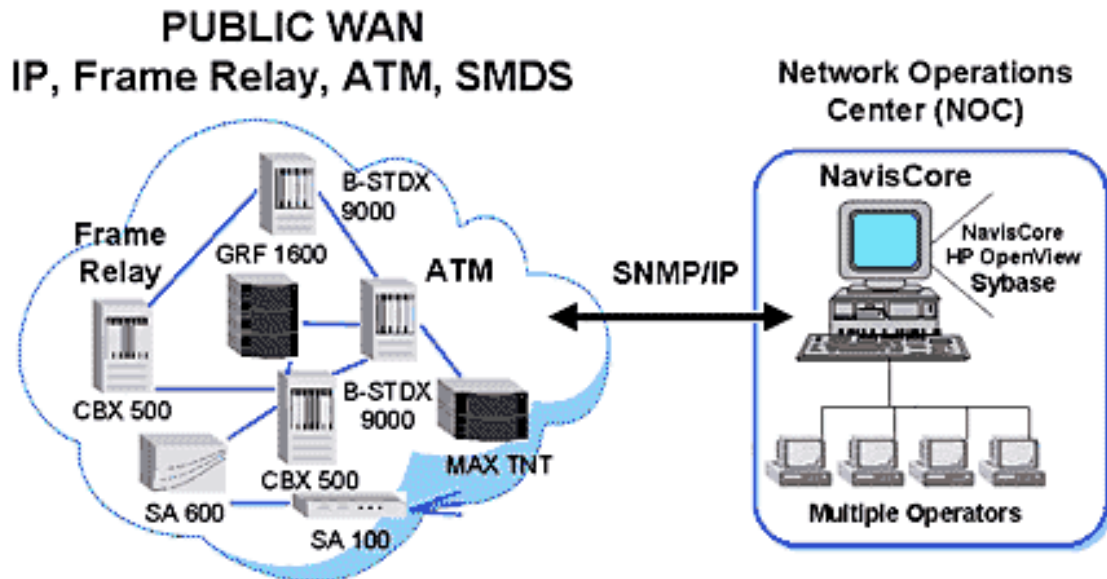 PUBLIC WAN
IP, Frame Relay, ATM, SMDS
B-STDX
9000
Frame
Relay
GRF 1600
ATM
CBX 500
B-STDX
9000
CBX 500
MAX TNT
SA 600
SA 100
SNMP/IP
Network Operations
Center (NOC)
NavisCore
NavisCore
HP OpenView
Sybase
Multiple Operators